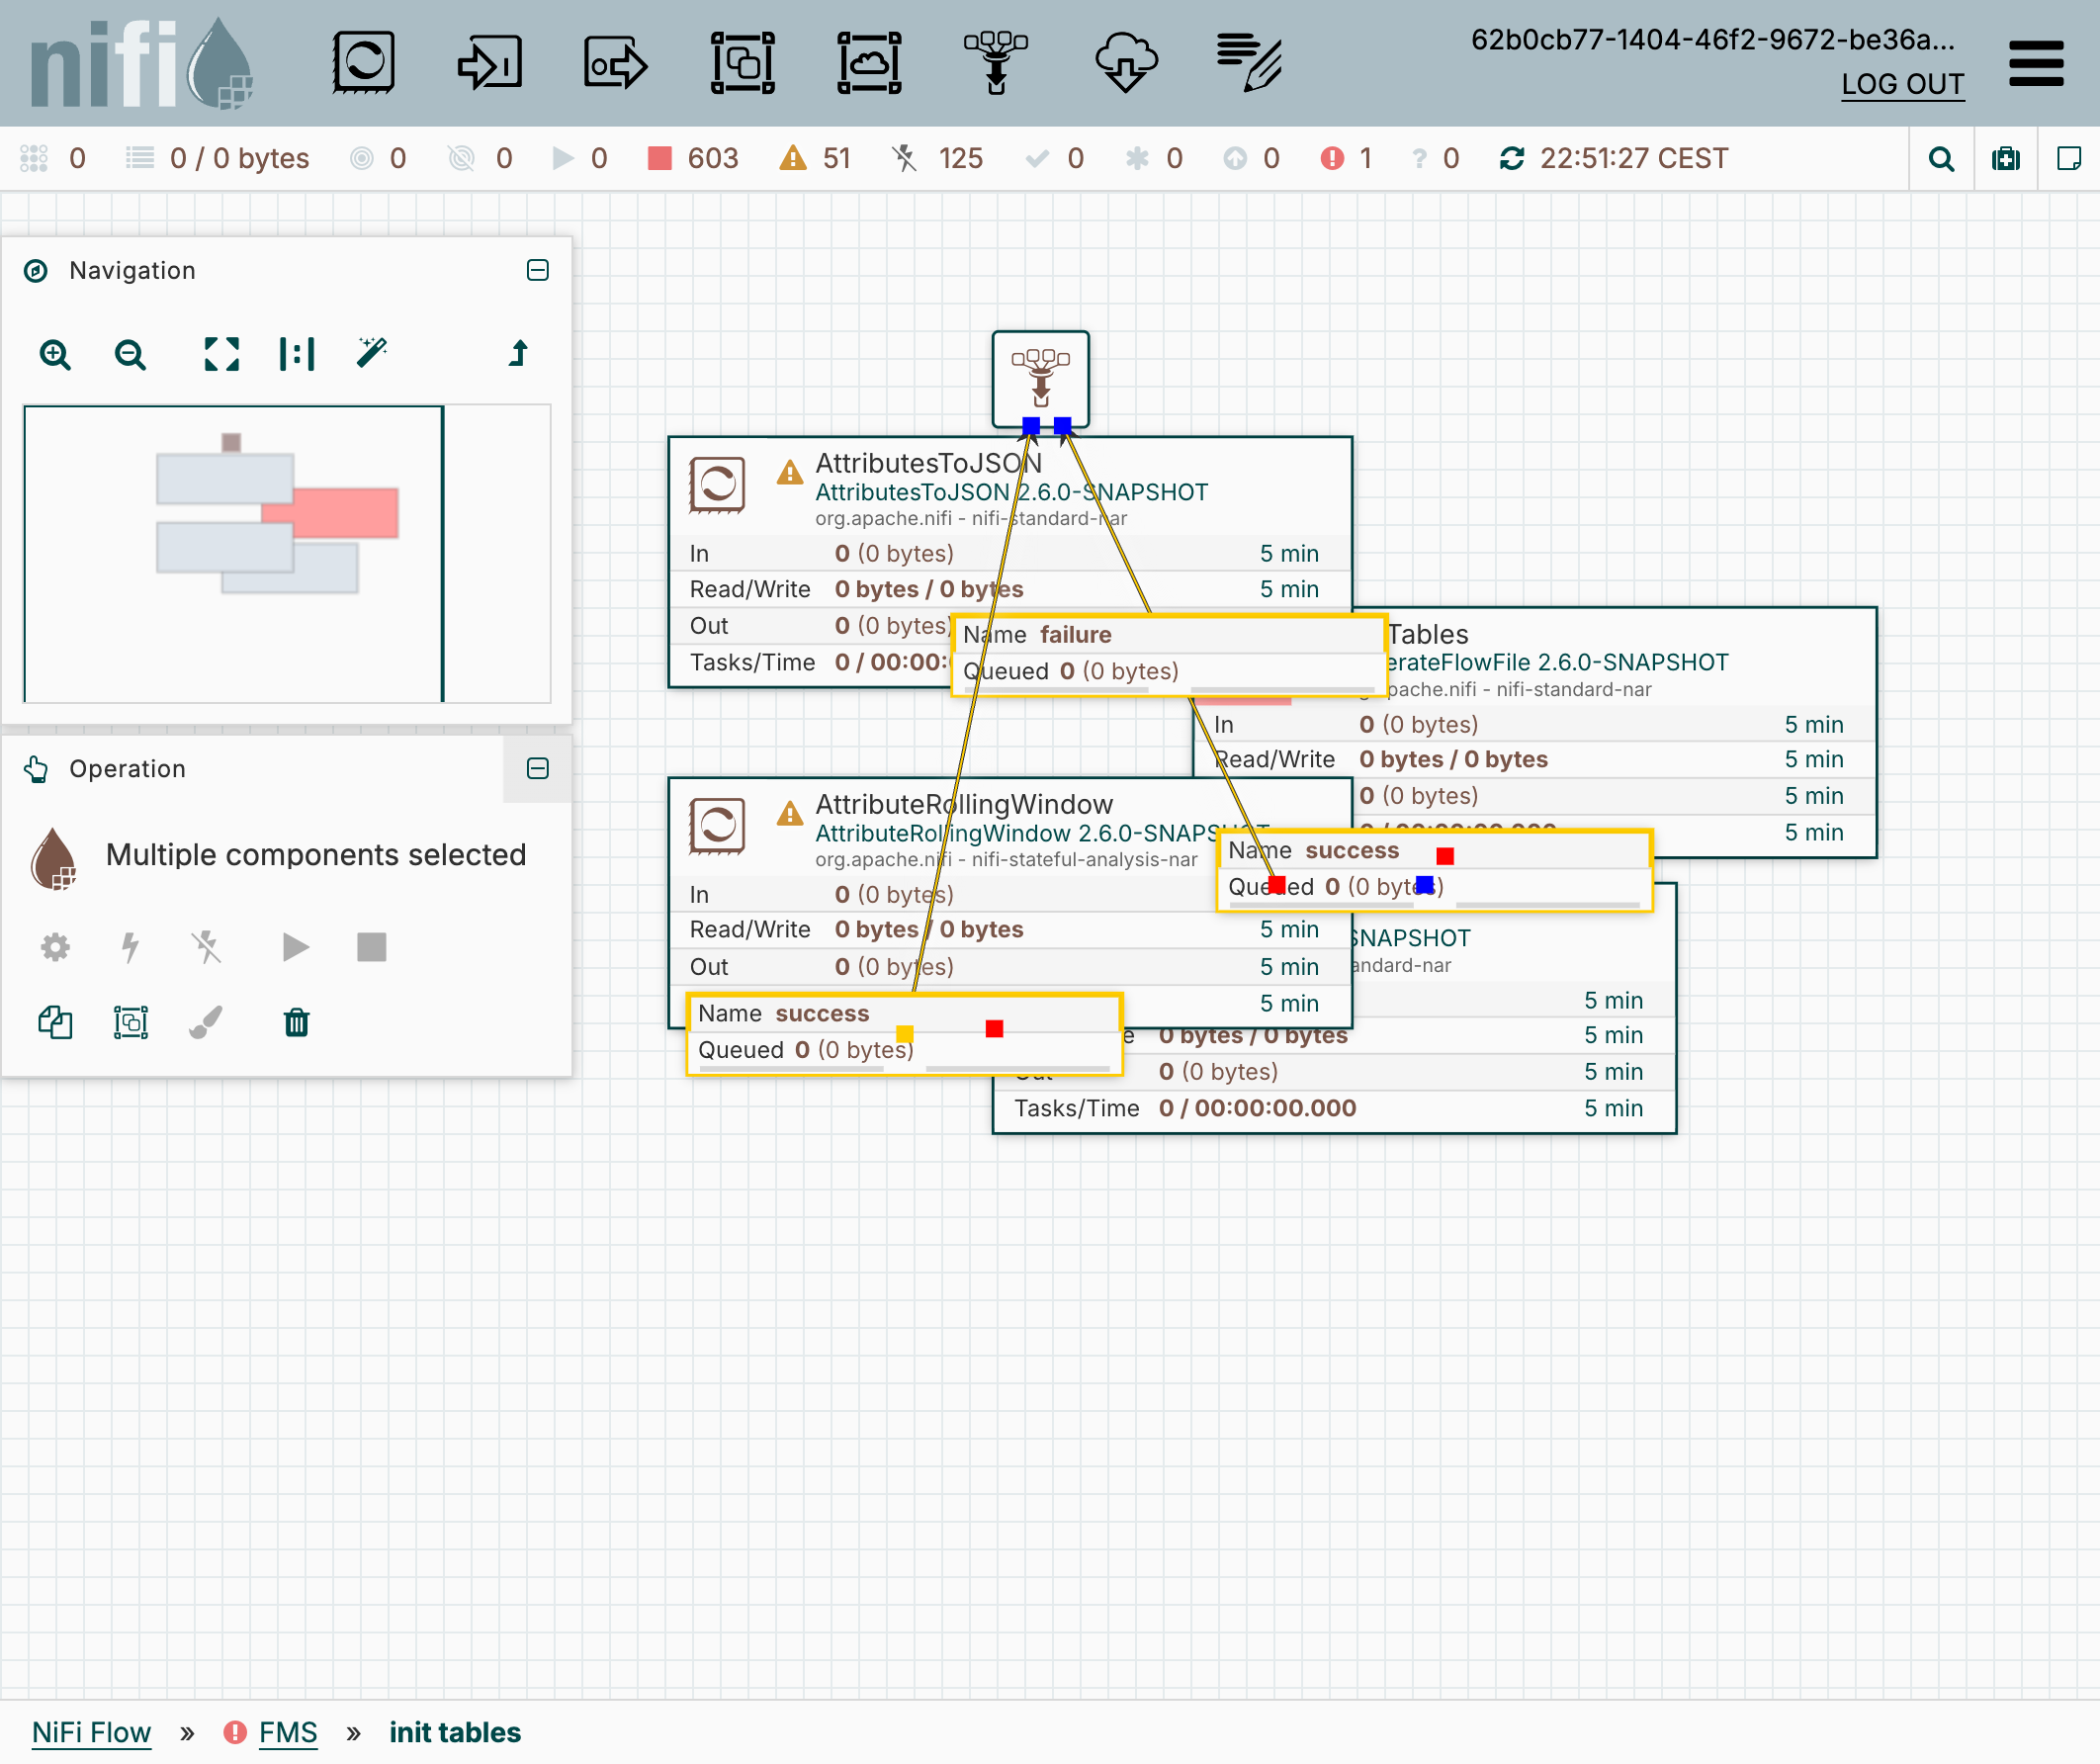 nifi
62b0cb77-1404-46f2-9672-be36a...
LOG OUT
0
0 / 0 bytes
0
0
0
603
51
125
0
0
0
1
? 0
22:51:27 CEST
Navigation
Operation
Multiple components selected
AttributesToJSON
AttributesToJSON 2.6.0-SNAPSHOT
org.apache.nifi - nifi-standard-nar
In 0 (0 bytes) 5 min
Read/Write 0 bytes / 0 bytes 5 min
Out 0 (0 bytes)
Tasks/Time 0 / 00:00:
Name failure
Queued 0 (0 bytes)
Tables
erateFlowFile 2.6.0-SNAPSHOT
pache.nifi - nifi-standard-nar
In 0 (0 bytes) 5 min
Read/Write 0 bytes / 0 bytes 5 min
0 (0 bytes) 5 min
0 / 00:00:00.000 5 min
AttributeRollingWindow
AttributeRollingWindow 2.6.0-SNAPSHOT
org.apache.nifi - nifi-stateful-analysis-nar
In 0 (0 bytes)
Read/Write 0 bytes / 0 bytes 5 min
Out 0 (0 bytes) 5 min
5 min
Name success
Queued 0 (0 bytes)
SNAPSHOT
andard-nar
5 min
e 0 bytes / 0 bytes 5 min
Out 0 (0 bytes) 5 min
Tasks/Time 0 / 00:00:00.000 5 min
Name success
Queued 0 (0 bytes)
NiFi Flow » FMS » init tables